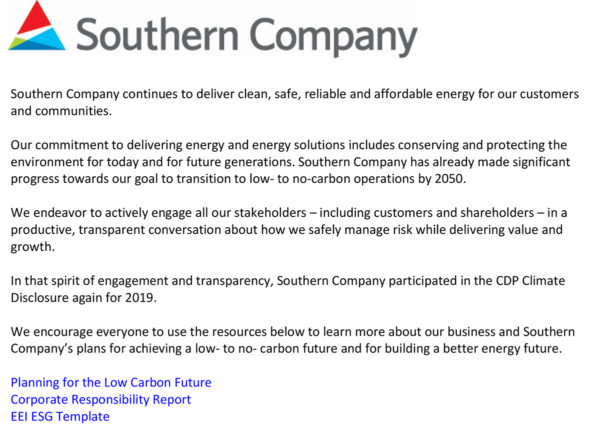 Southern Company
Southern Company continues to deliver clean, safe, reliable and affordable energy for our customers
and communities.
Our commitment to delivering energy and energy solutions includes conserving and protecting the
environment for today and for future generations. Southern Company has already made significant
progress towards our goal to transition to low- to no-carbon operations by 2050.
We endeavor to actively engage all our stakeholders – including customers and shareholders – in a
productive, transparent conversation about how we safely manage risk while delivering value and
growth.
In that spirit of engagement and transparency, Southern Company participated in the CDP Climate
Disclosure again for 2019.
We encourage everyone to use the resources below to learn more about our business and Southern
Company’s plans for achieving a low- to no- carbon future and for building a better energy future.
Planning for the Low Carbon Future
Corporate Responsibility Report
EEI ESG Template